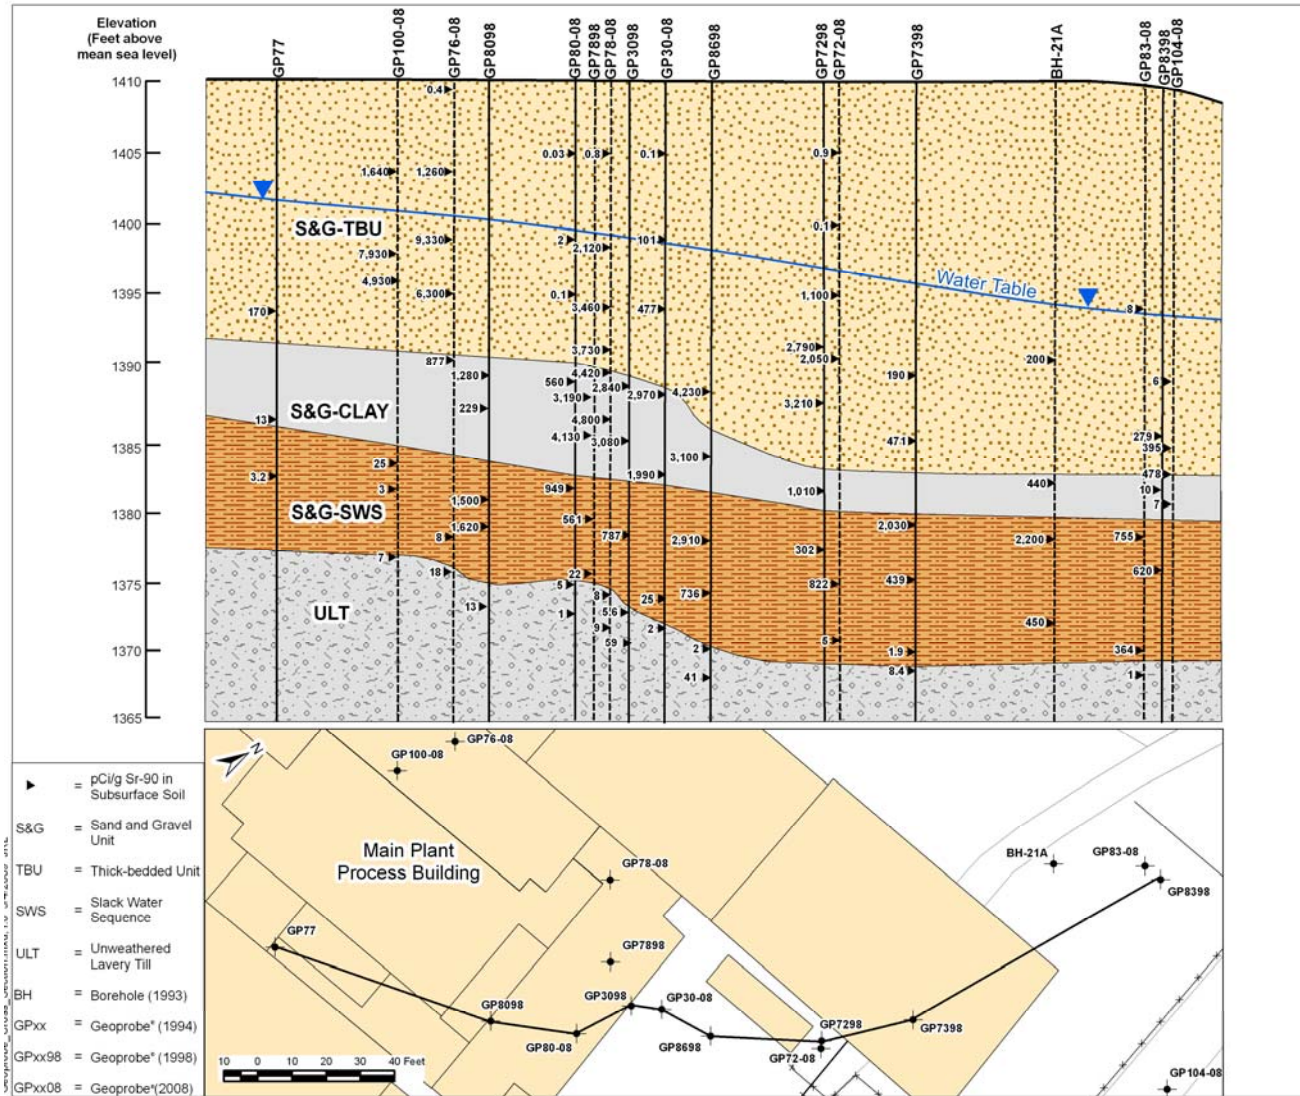 Elevation
(Feet above
mean sea level)
GP77
GP100-08
GP76-08
GP8098
GP80-08
GP7898
GP78-08
GP3098
GP30-08
GP8698
GP7298
GP72-08
GP7398
BH-21A
GP83-08
GP8398
GP104-08
1410
0.4
1405
0.03 0.8 0.1 0.9
1,640 1,260
1400
S&G-TBU
0.1
9,330 2 2,120 101
7,930
4,930
Water Table
1395
6,300 0.1 1,100
170 3,460 477 8
3,730 2,790
2,050
1390
877 200
1,280 560 4,420 2,840 2,970 4,230 190 6
3,190
3,210
S&G-CLAY
229
13 4,800
4,130 3,080 471 279
395
1385
3,100
25
3.2 1,990 478
3 949 1,010 440 10
7
1380
1,500
S&G-SWS
561 2,030
1,620
8 787 2,910 302 2,200 755
7
18 22 620
1375
5 822 439
8 25 736
13
1 5.6
ULT
9 2 450
59 5
1370
2 1.9 364
41 8.4 1
1365
► = pCi/g Sr-90 in
Subsurface Soil
S&G = Sand and Gravel
Unit
TBU = Thick-bedded Unit
SWS = Slack Water
Sequence
ULT = Unweathered
Lavery Till
BH = Borehole (1993)
GPxx = Geoprobe® (1994)
GPxx98 = Geoprobe® (1998)
GPxx08 = Geoprobe®(2008)
N
GP76-08
GP100-08
Main Plant
Process Building
BH-21A
GP83-08
GP78-08
GP8398
GP77
GP7898
GP8098
GP3098
GP30-08
GP80-08
GP8698
GP7298
GP72-08
GP7398
GP104-08
10 0 10 20 30 40 Feet